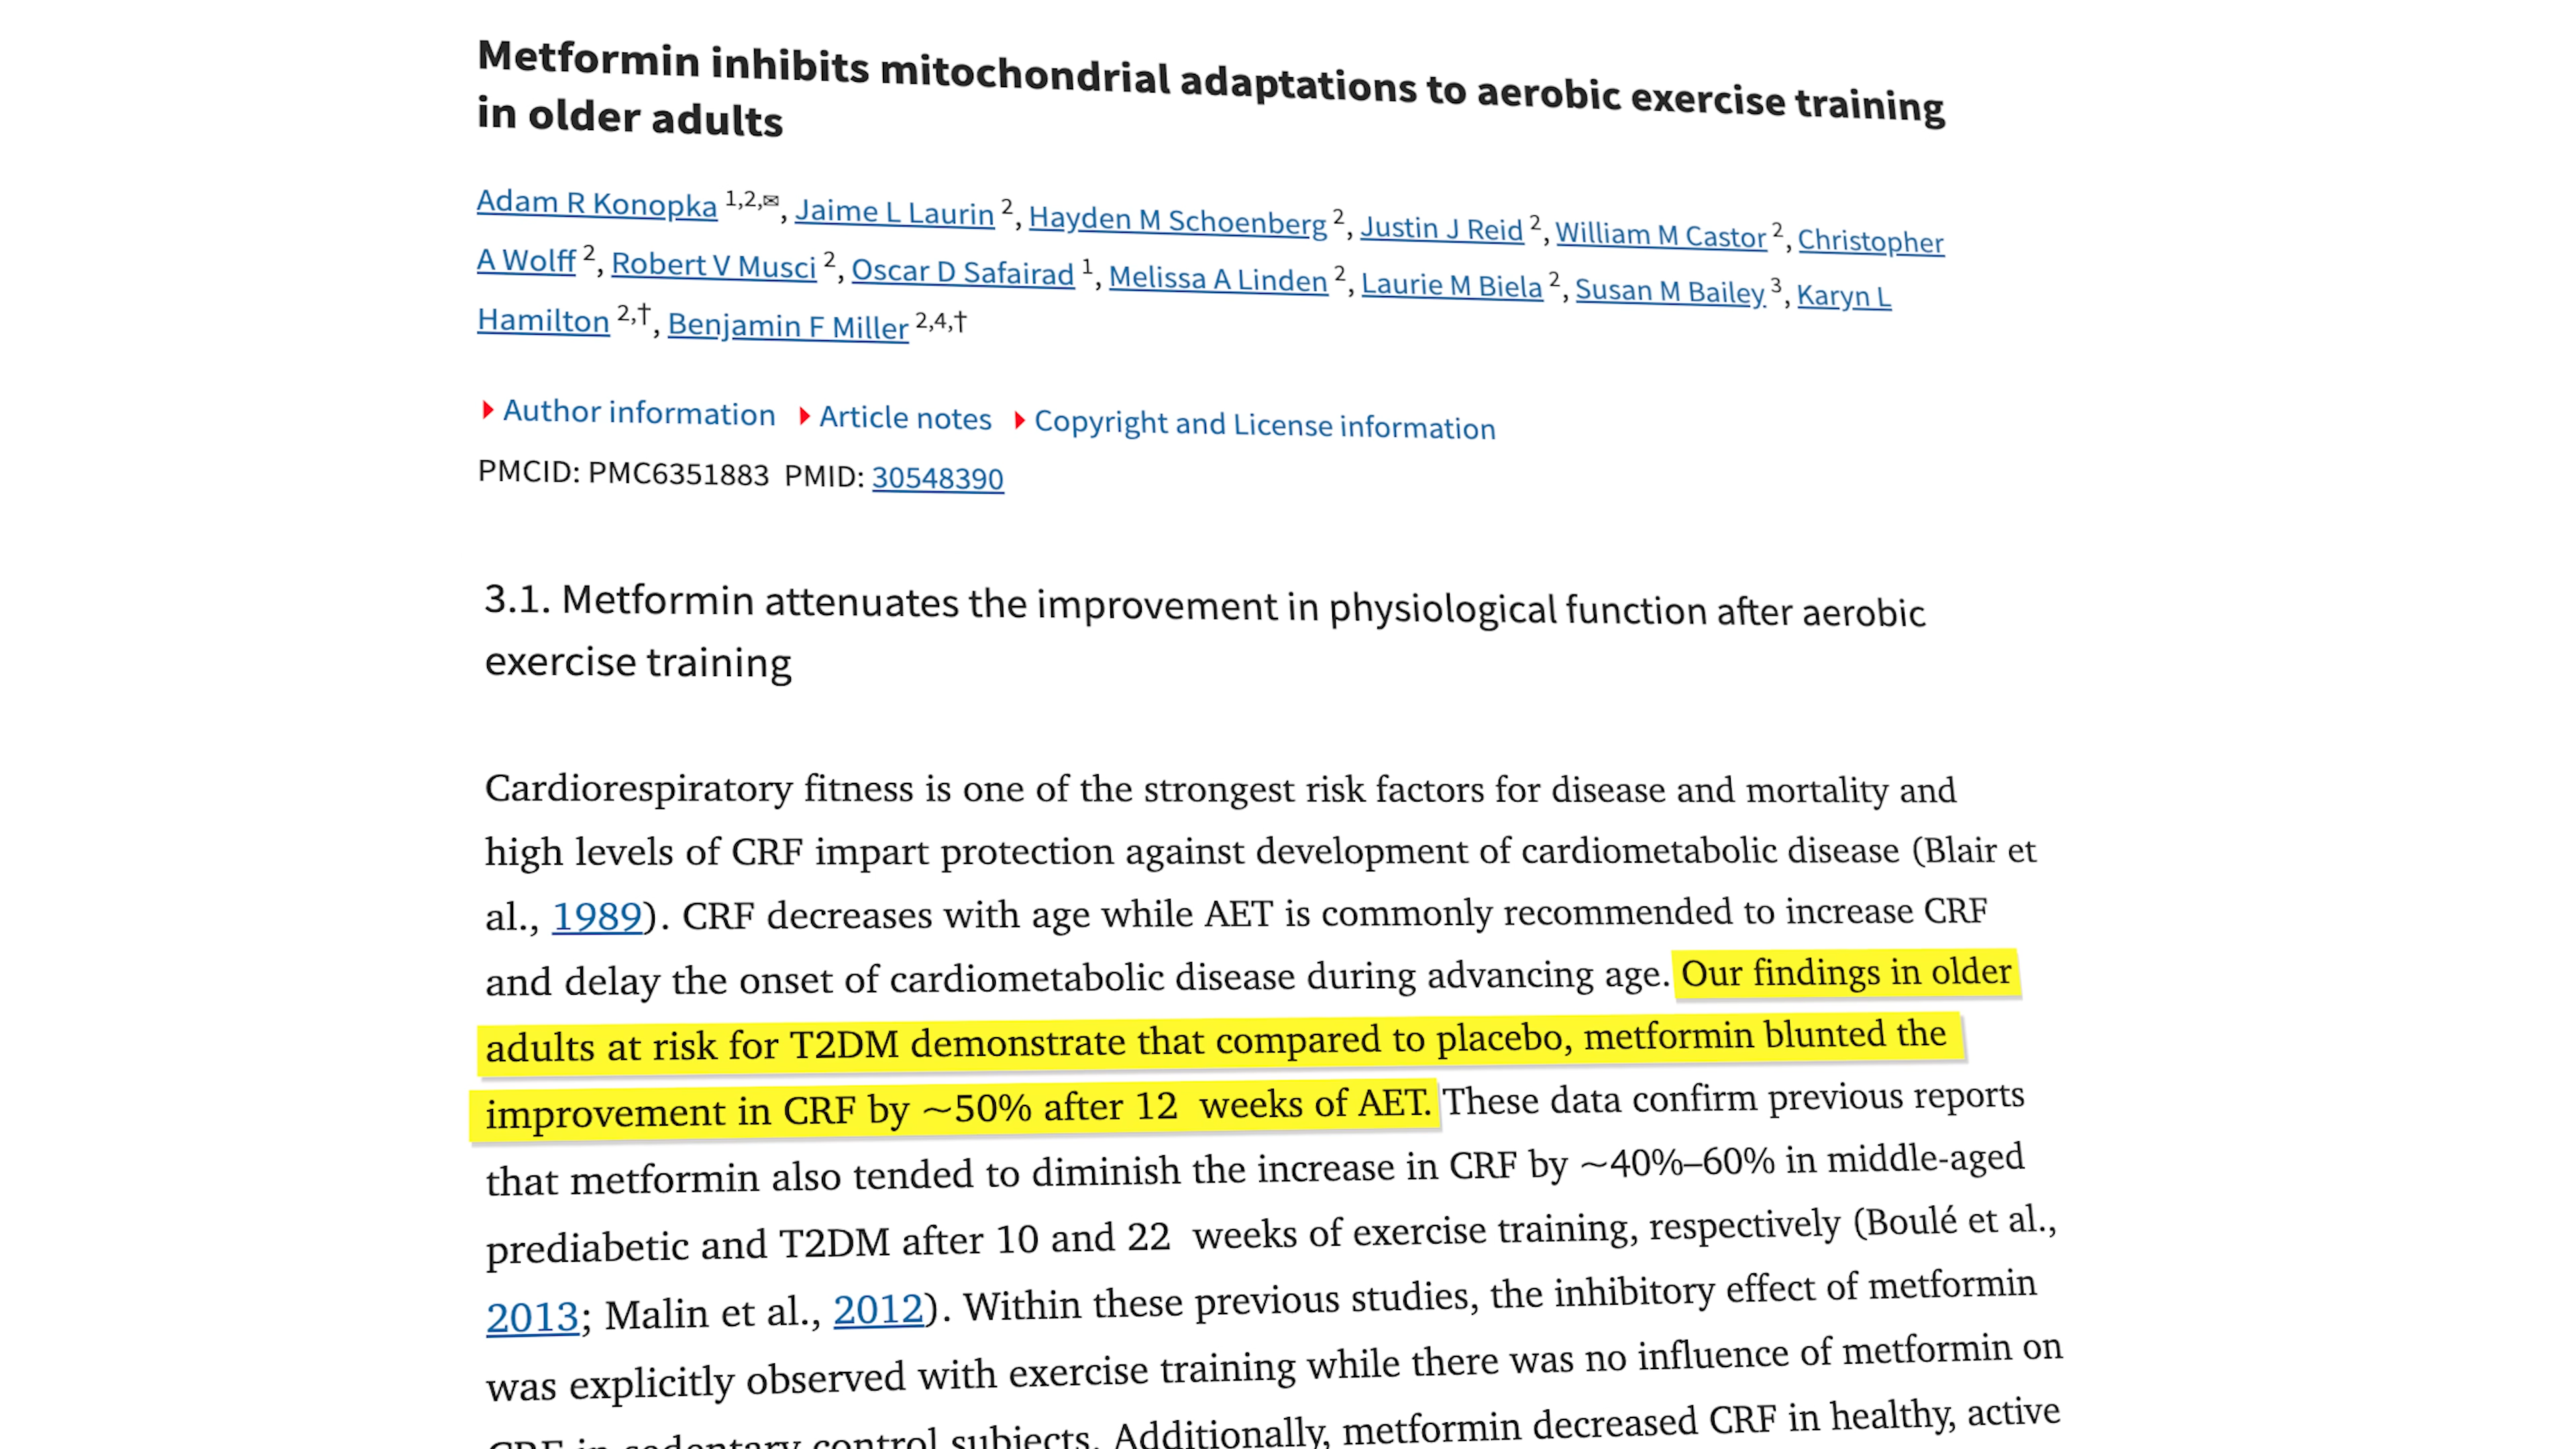 Metformin inhibits mitochondrial adaptations to aerobic exercise training
in older adults
Adam R Konopka 1,2,✉, Jaime L Laurin 2, Hayden M Schoenberg 2, Justin J Reid 2, William M Castor 2, Christopher
A Wolff 2, Robert V Musci 2, Oscar D Safairad 1, Melissa A Linden 2, Laurie M Biela 2, Susan M Bailey 3, Karyn L
Hamilton 2,†, Benjamin F Miller 2,4,†
Author information Article notes Copyright and License information
PMCID: PMC6351883 PMID: 30548390
3.1. Metformin attenuates the improvement in physiological function after aerobic
exercise training
Cardiorespiratory fitness is one of the strongest risk factors for disease and mortality and
high levels of CRF impart protection against development of cardiometabolic disease (Blair et
al., 1989). CRF decreases with age while AET is commonly recommended to increase CRF
and delay the onset of cardiometabolic disease during advancing age. Our findings in older
adults at risk for T2DM demonstrate that compared to placebo, metformin blunted the
improvement in CRF by ~50% after 12 weeks of AET. These data confirm previous reports
that metformin also tended to diminish the increase in CRF by ~40%–60% in middle-aged
prediabetic and T2DM after 10 and 22 weeks of exercise training, respectively (Boulé et al.,
2013; Malin et al., 2012). Within these previous studies, the inhibitory effect of metformin
was explicitly observed with exercise training while there was no influence of metformin on
CRF in sedentary control subjects. Additionally, metformin decreased CRF in healthy, active